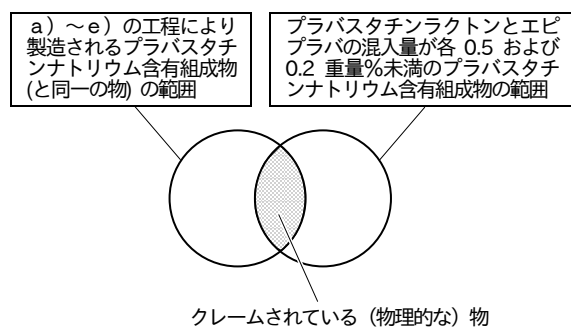 a)~e)の工程により
製造されるプラバスタチ
ンナトリウム含有組成物
(と同一の物) の範囲
プラバスタチンラクトンとエピ
プラバの混入量が各 0.5 および
0.2 重量%未満のプラバスタチ
ンナトリウム含有組成物の範囲
クレームされている(物理的な)物